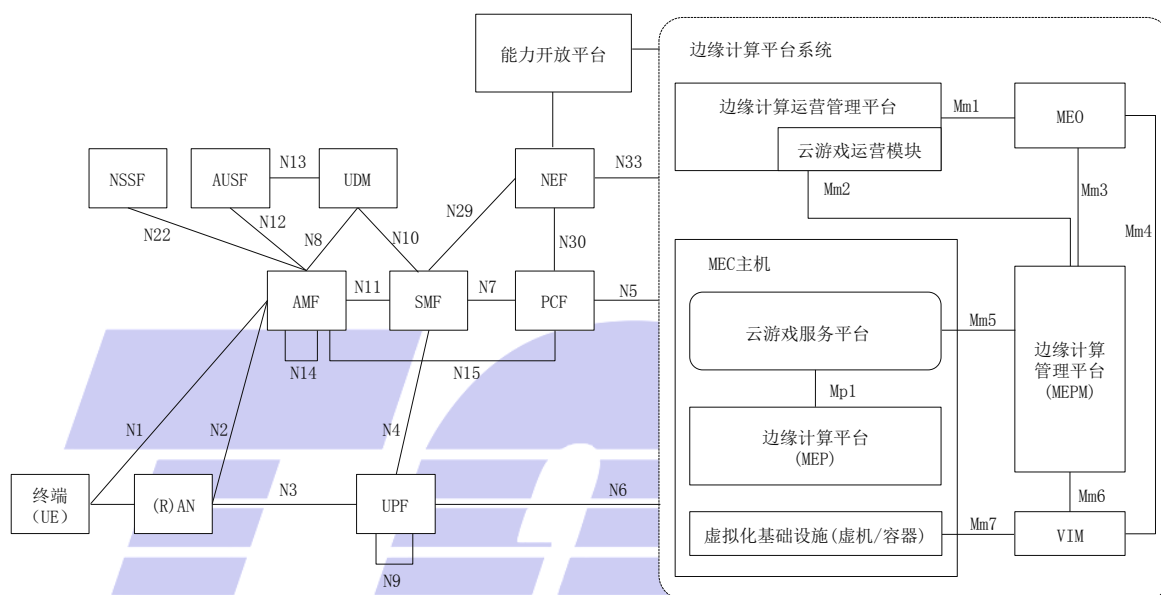 能力开放平台
边缘计算平台系统
边缘计算运营管理平台
云游戏运营模块
Mm1
MEO
NSSF
AUSF
N13
UDM
NEF
N33
Mm2
Mm3
N22
N12
N8
N10
N29
N30
Mm4
MEC主机
AMF
N11
SMF
N7
PCF
N5
云游戏服务平台
Mm5
边缘计算
管理平台
(MEPM)
N14
N15
Mp1
N1
N2
N4
边缘计算平台
(MEP)
终端
(UE)
(R)AN
N3
UPF
N6
Mm6
虚拟化基础设施(虚机/容器)
Mm7
VIM
N9